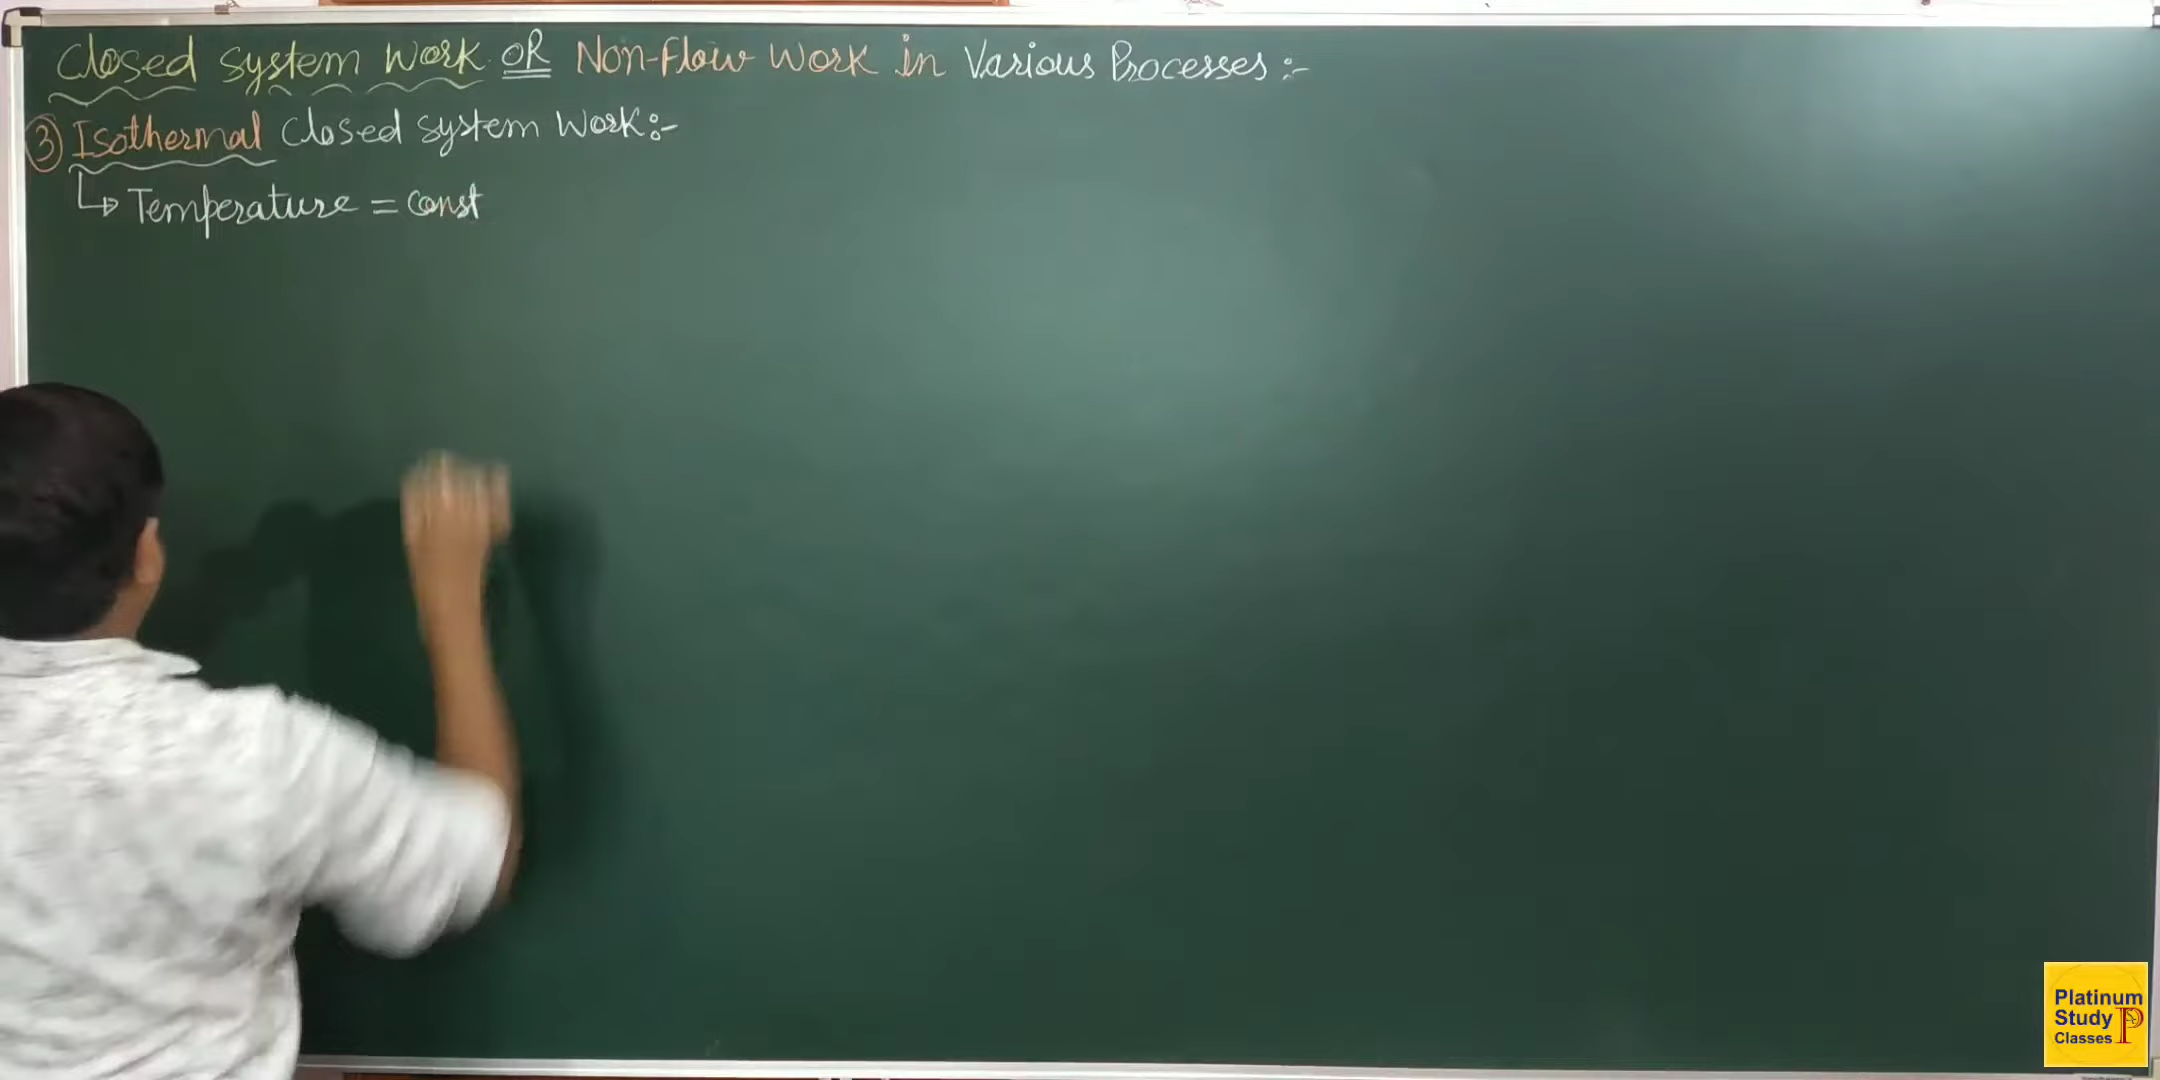 Closed system work OR Non-Flow Work in Various Processes :-
③ Isothermal Closed system Work:-
↳ Temperature = const
Platinum
Study
Classes P